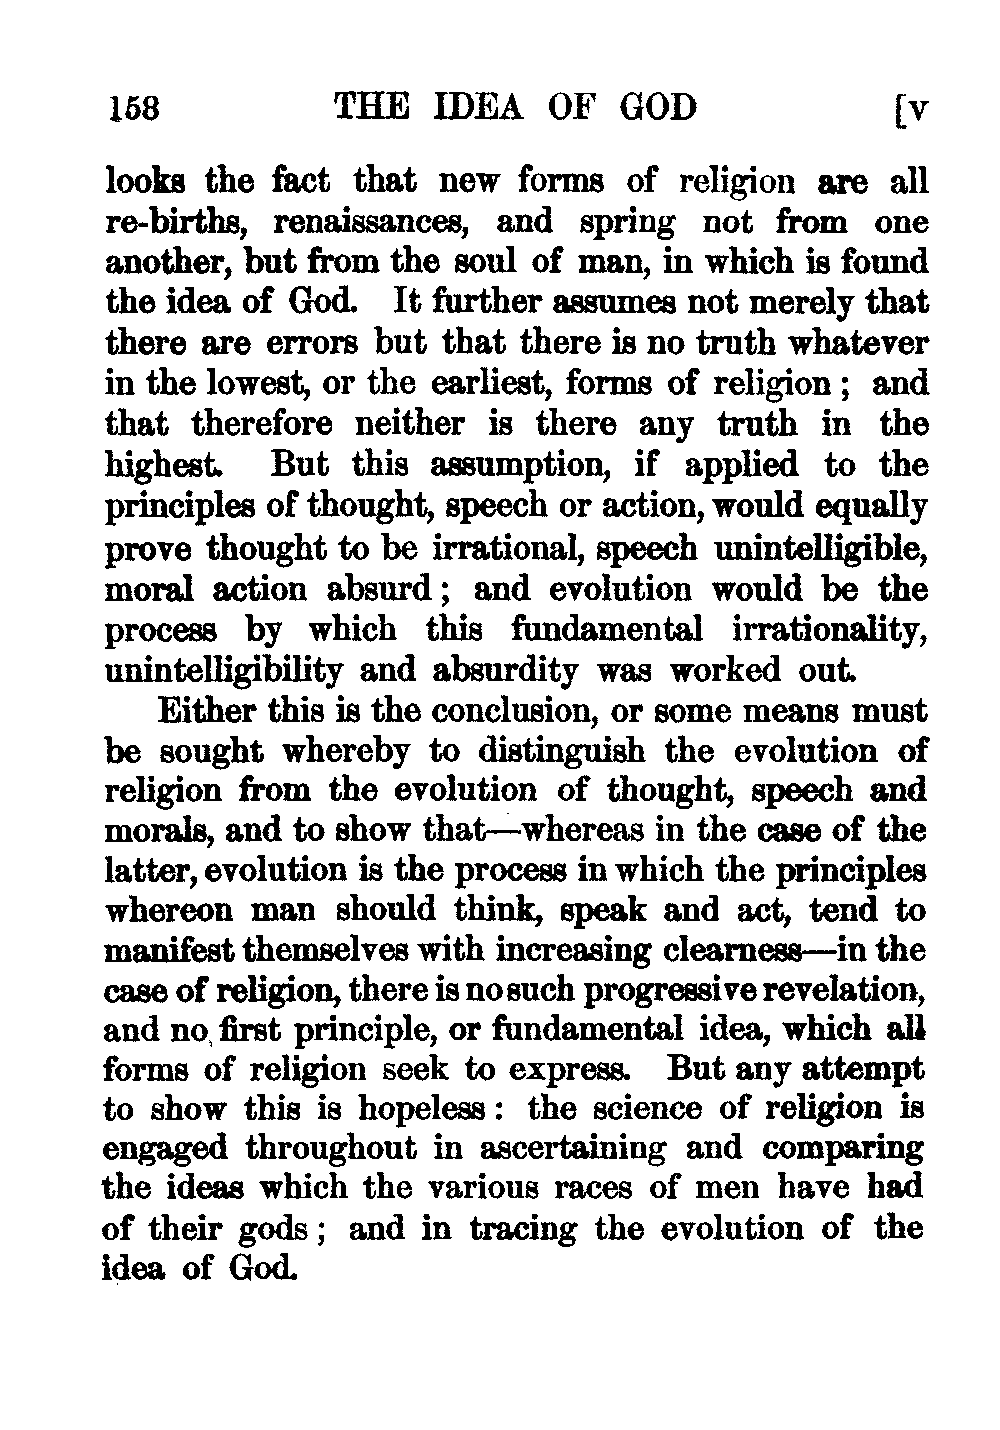 158 THE IDEA OF GOD [V
looks the fact that new forms of religion are all
re-births, renaissances, and spring not from one
another, but from the soul of man, in which is found
the idea of God. It further assumes not merely that
there are errors but that there is no truth whatever
in the lowest, or the earliest, forms of religion ; and
that therefore neither is there any truth in the
highest. But this assumption, if applied to the
principles of thought, speech or action, would equally
prove thought to be irrational, speech unintelligible,
moral action absurd ; and evolution would be the
process by which this fundamental irrationality,
unintelligibility and absurdity was worked out.
Either this is the conclusion, or some means must
be sought whereby to distinguish the evolution of
religion from the evolution of thought, speech and
morals, and to show that—whereas in the case of the
latter, evolution is the process in which the principles
whereon man should think, speak and act, tend to
manifest themselves with increasing clearness—in the
case of religion, there is no such progressive revelation,
and no first principle, or fundamental idea, which all
forms of religion seek to express. But any attempt
to show this is hopeless : the science of religion is
engaged throughout in ascertaining and comparing
the ideas which the various races of men have had
of their gods ; and in tracing the evolution of the
idea of God.